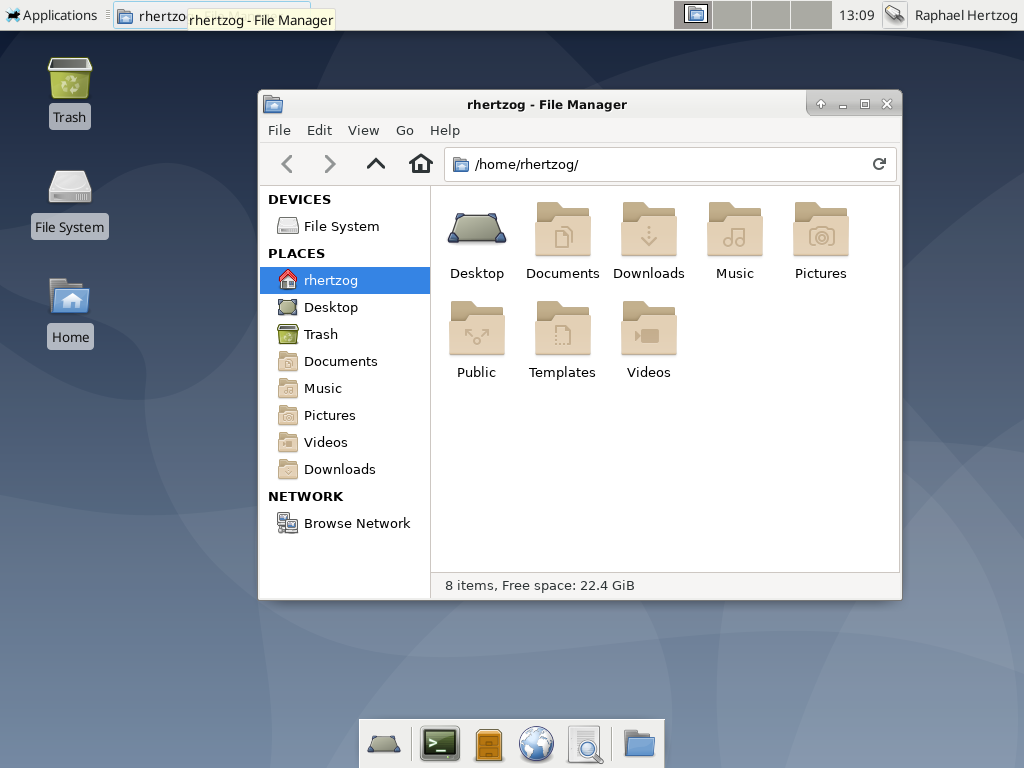 Applications
rhertzo
rhertzog - File Manager
13:09
Raphael Hertzog
Trash
File System
Home
rhertzog - File Manager
File Edit View Go Help
/home/rhertzog/
DEVICES
File System
PLACES
rhertzog
Desktop
Trash
Documents
Music
Pictures
Videos
Downloads
NETWORK
Browse Network
Desktop Documents Downloads Music Pictures
Public Templates Videos
8 items, Free space: 22.4 GiB